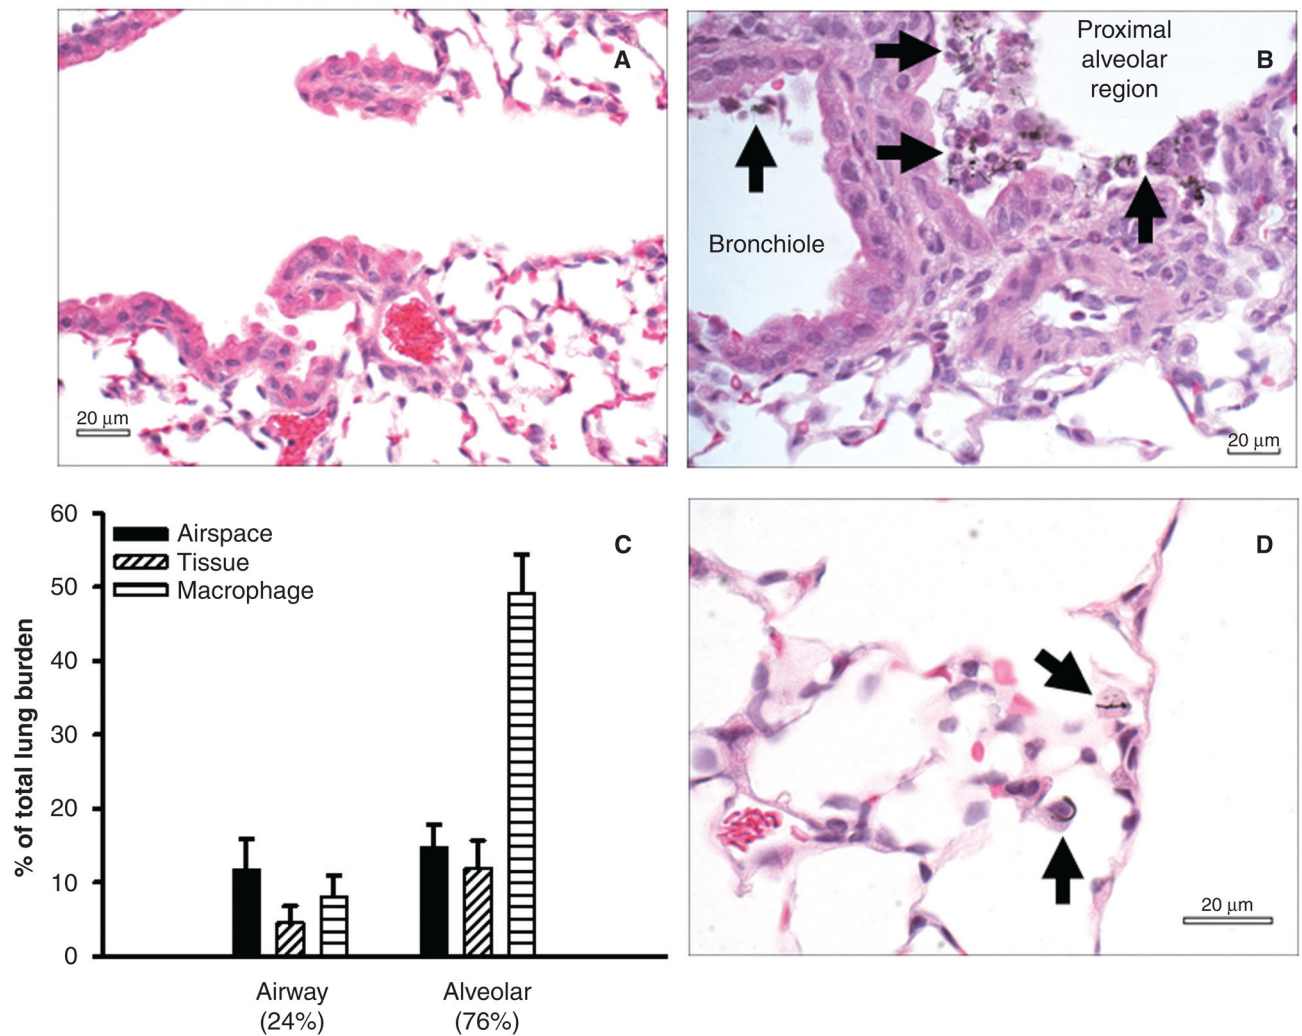 A
20 μm
B
Proximal
alveolar
region
Bronchiole
20 μm
C
% of total lung burden
60
50
40
30
20
10
0
Airspace
Tissue
Macrophage
Airway
(24%)
Alveolar
(76%)
D
20 μm